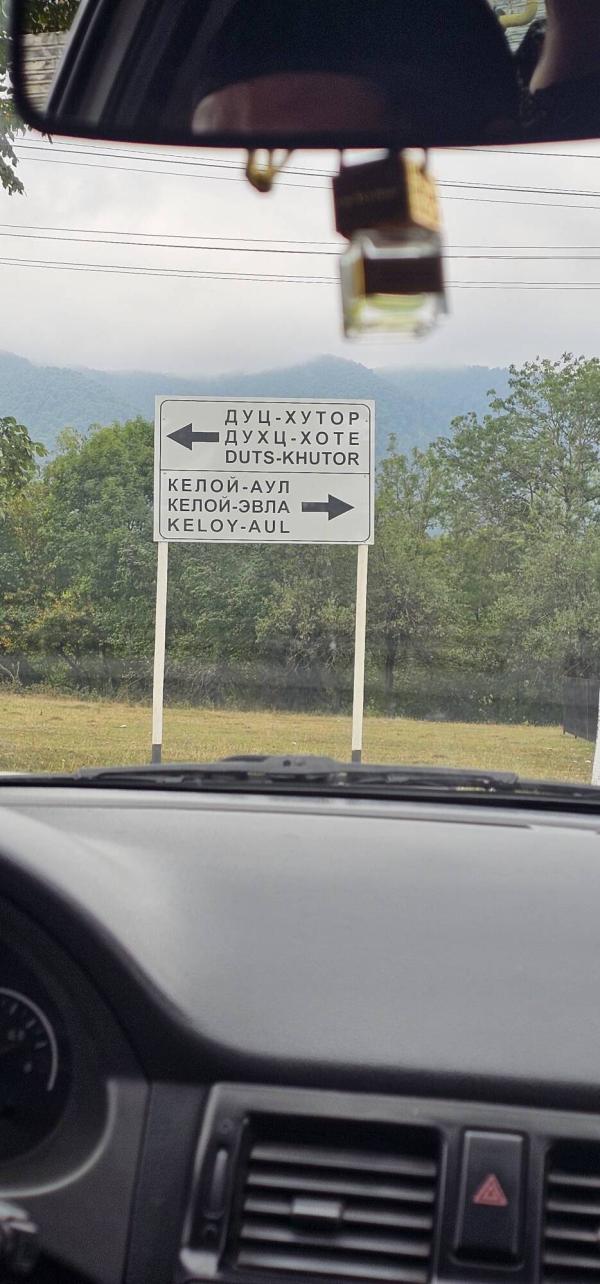 ДУЦ-ХУТОР
ДУХЦ-ХОТЕ
DUTS-KHUTOR
КЕЛОЙ-АУЛ
КЕЛОЙ-ЭВЛА
KELOY-AUL